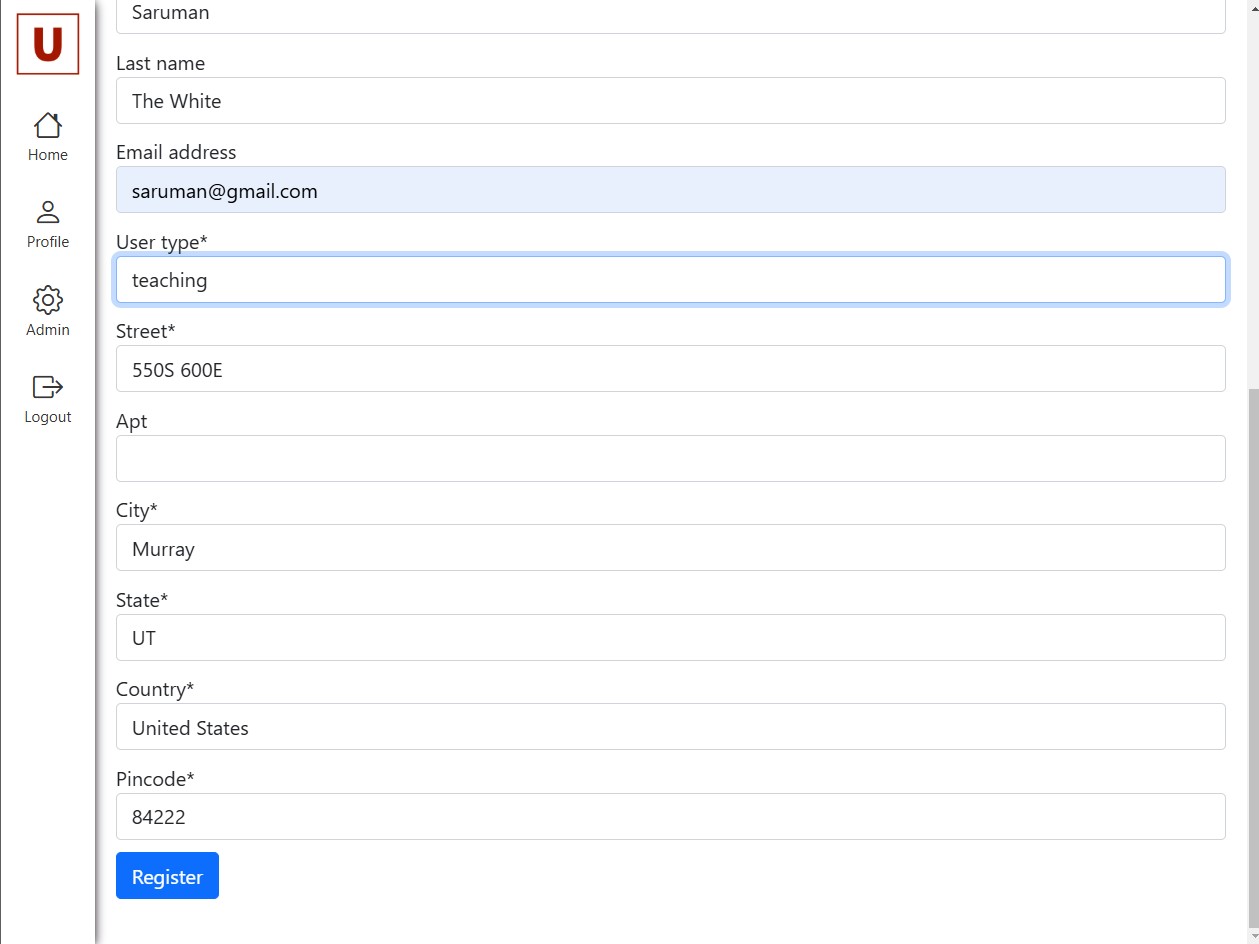 U
Home
Profile
Admin
Logout
Saruman
Last name
The White
Email address
saruman@gmail.com
User type*
teaching
Street*
550S 600E
Apt
City*
Murray
State*
UT
Country*
United States
Pincode*
84222
Register